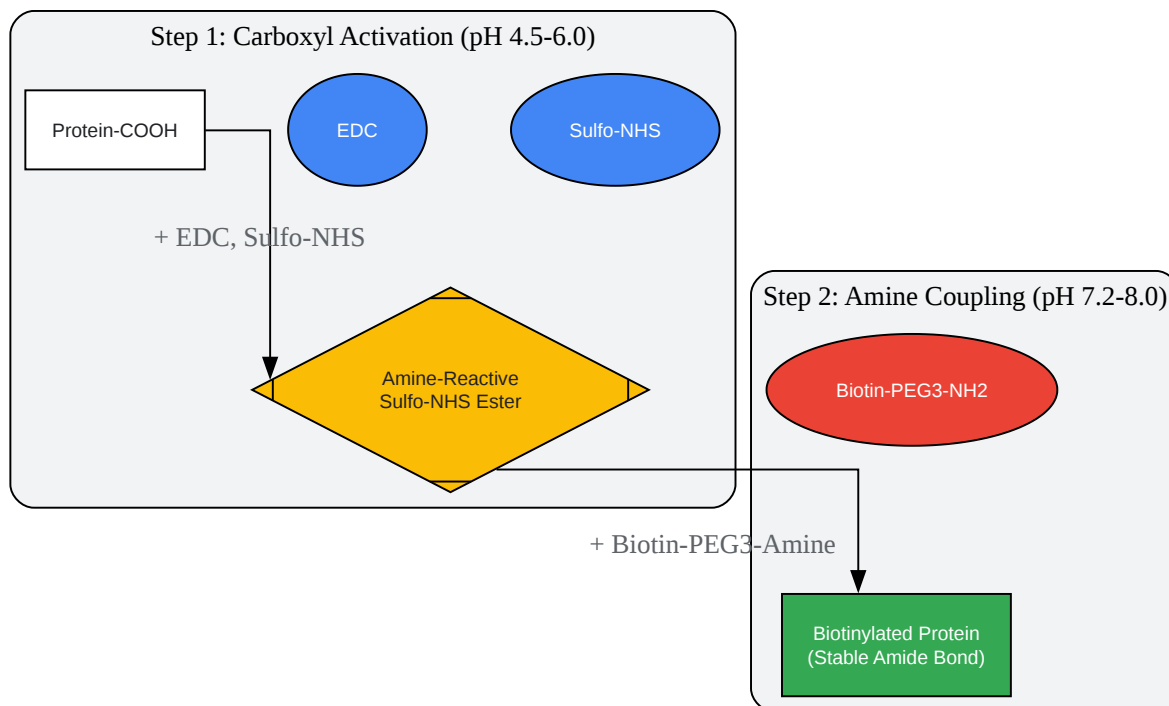 Step 1: Carboxyl Activation (pH 4.5-6.0)
Protein-COOH
EDC
Sulfo-NHS
+ EDC, Sulfo-NHS
Amine-Reactive
Sulfo-NHS Ester
Step 2: Amine Coupling (pH 7.2-8.0)
Biotin-PEG3-NH2
+ Biotin-PEG3-Amine
Biotinylated Protein
(Stable Amide Bond)